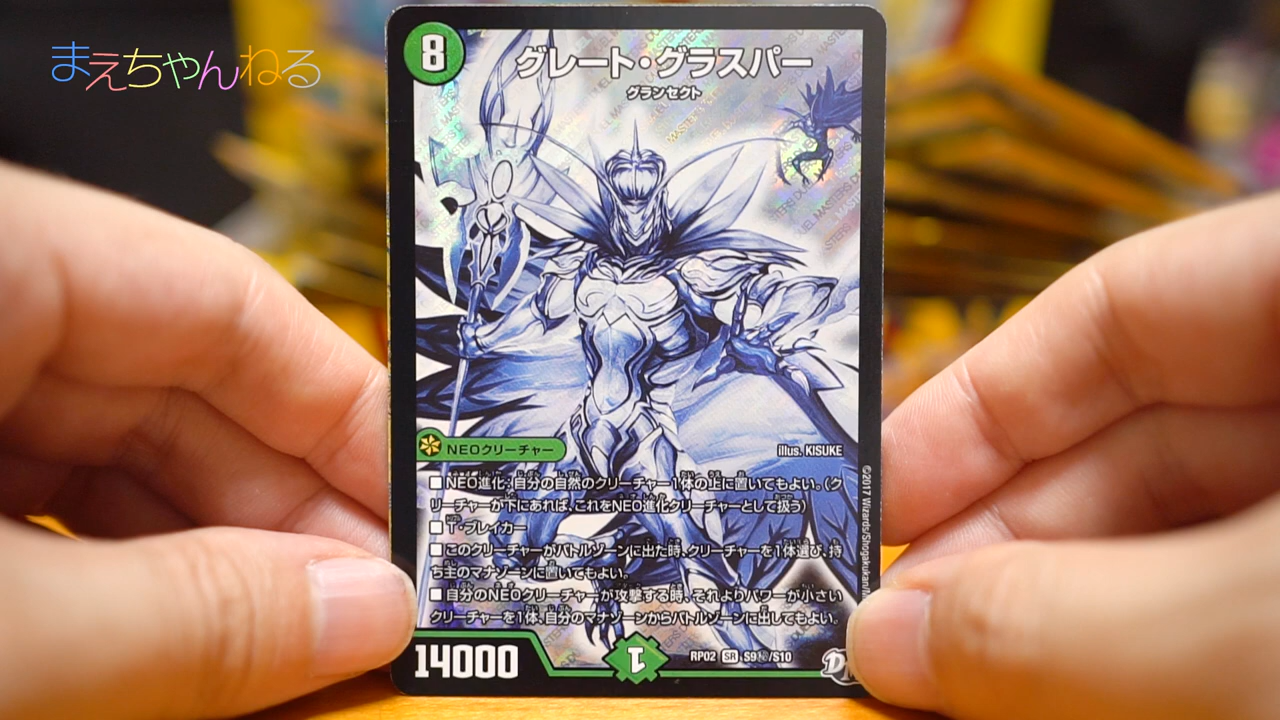 まえちゃんねる
8
グレート・グラスパー
グランセクト
NEOクリーチャー
illus. KISUKE
■NEO進化:自分の自然のクリーチャー1体の上に置いてもよい。(ク
リーチャーが下にあれば、これをNEO進化クリーチャーとして扱う)
■T・ブレイカー
■このクリーチャーがバトルゾーンに出た時、クリーチャーを1体選び、持
ち主のマナゾーンに置いてもよい。
■自分のNEOクリーチャーが攻撃する時、それよりパワーが小さい
クリーチャーを1体、自分のマナゾーンからバトルゾーンに出してもよい。
14000
1
RP02 SR S9 /S10
©2017 Wizards/Shogakukan